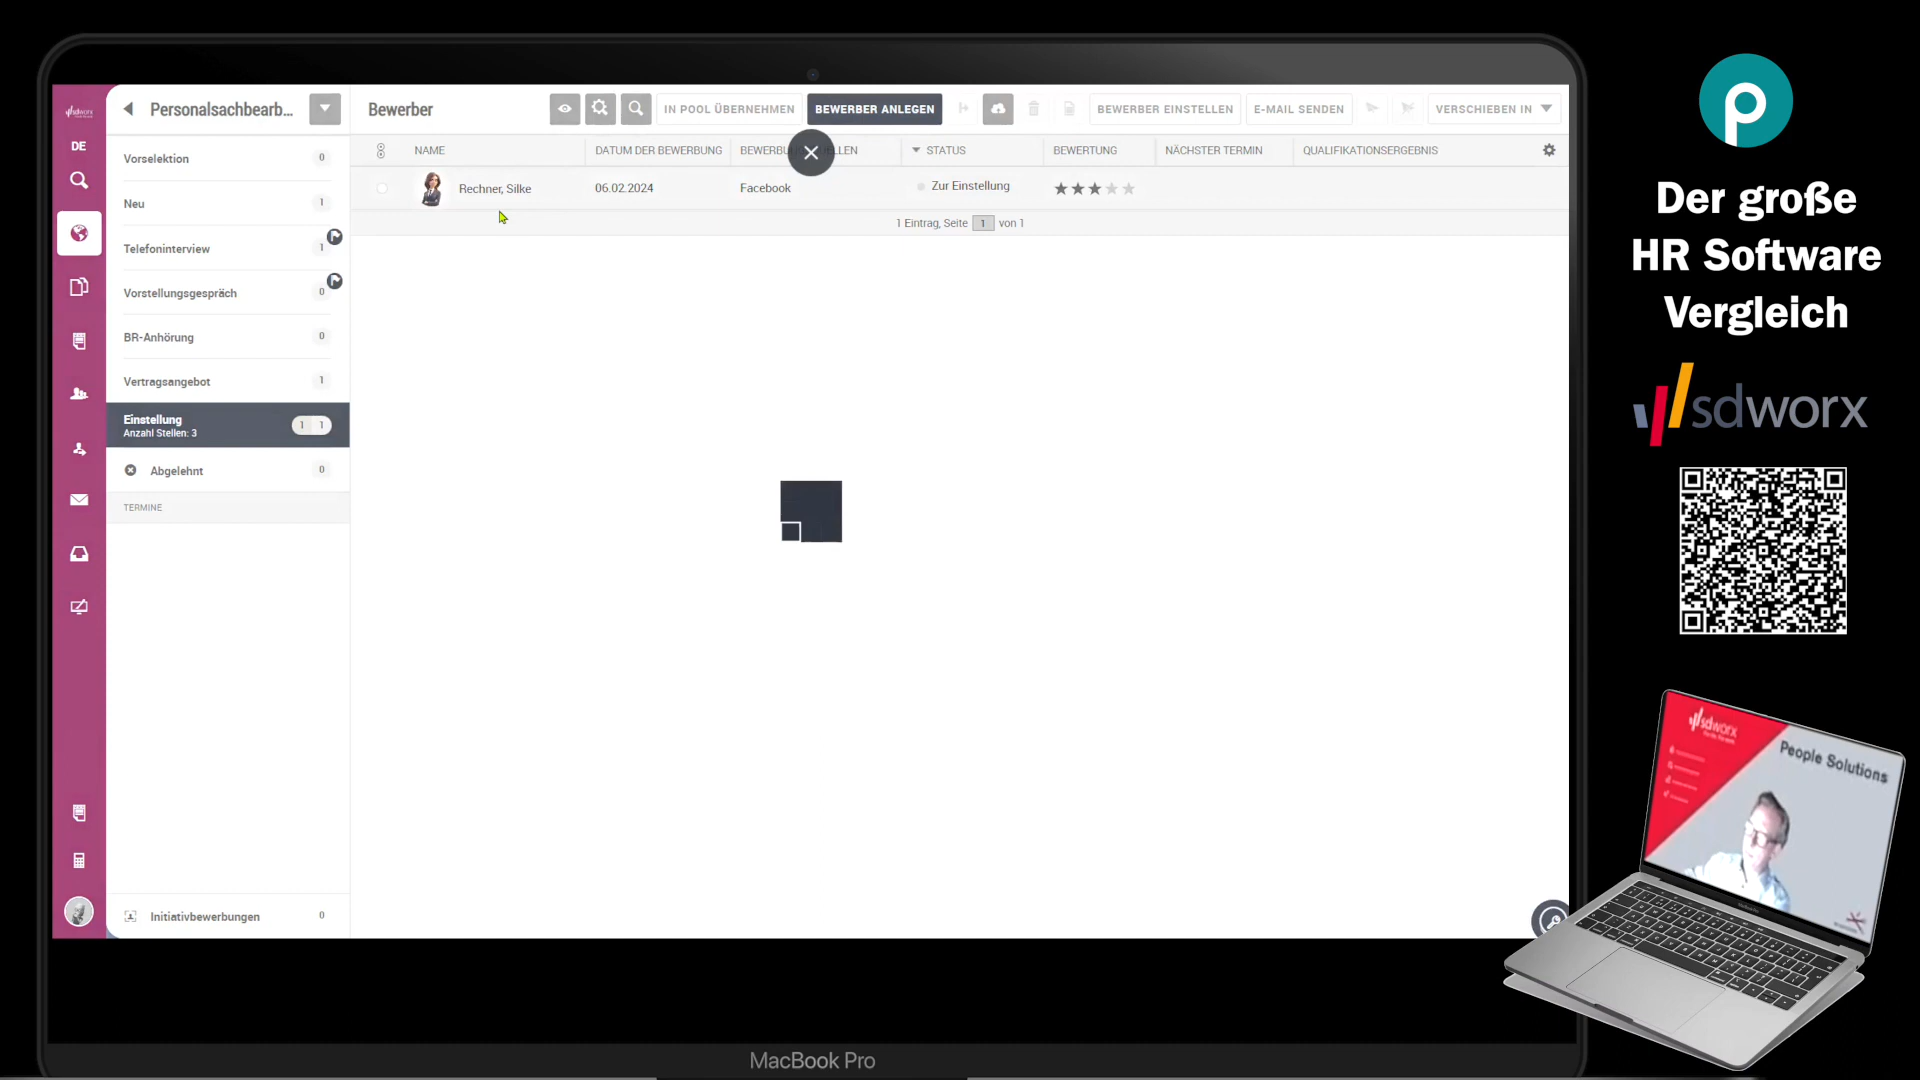 sdworx
Personalsachbearb...
Bewerber
IN POOL ÜBERNEHMEN
BEWERBER ANLEGEN
BEWERBER EINSTELLEN
E-MAIL SENDEN
VERSCHIEBEN IN
DE
NAME
DATUM DER BEWERBUNG
STATUS
BEWERTUNG
NÄCHSTER TERMIN
QUALIFIKATIONSERGEBNIS
Rechner, Silke
06.02.2024
Facebook
Zur Einstellung
1 Eintrag, Seite 1 von 1
Vorselektion 0
Neu 1
Telefoninterview 1
Vorstellungsgespräch 0
BR-Anhörung 0
Vertragsangebot 1
Einstellung 1 1
Anzahl Stellen: 3
Abgelehnt 0
TERMINE
Initiativbewerbungen 0
MacBook Pro
p
Der große
HR Software
Vergleich
sdworx
sdworx
People Solutions